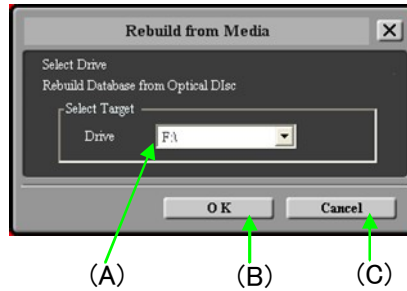 Rebuild from Media
Select Drive
Rebuild Database from Optical DIsc
Select Target
Drive F:\
OK Cancel
(A) (B) (C)